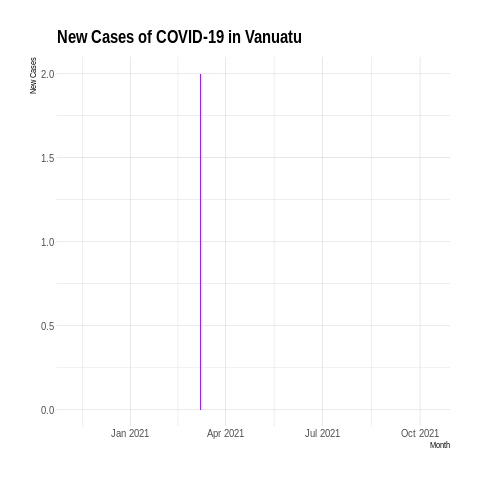 New Cases of COVID-19 in Vanuatu
New Cases
2.0
1.5
1.0
0.5
0.0
Jan 2021 Apr 2021 Jul 2021 Oct 2021
Month